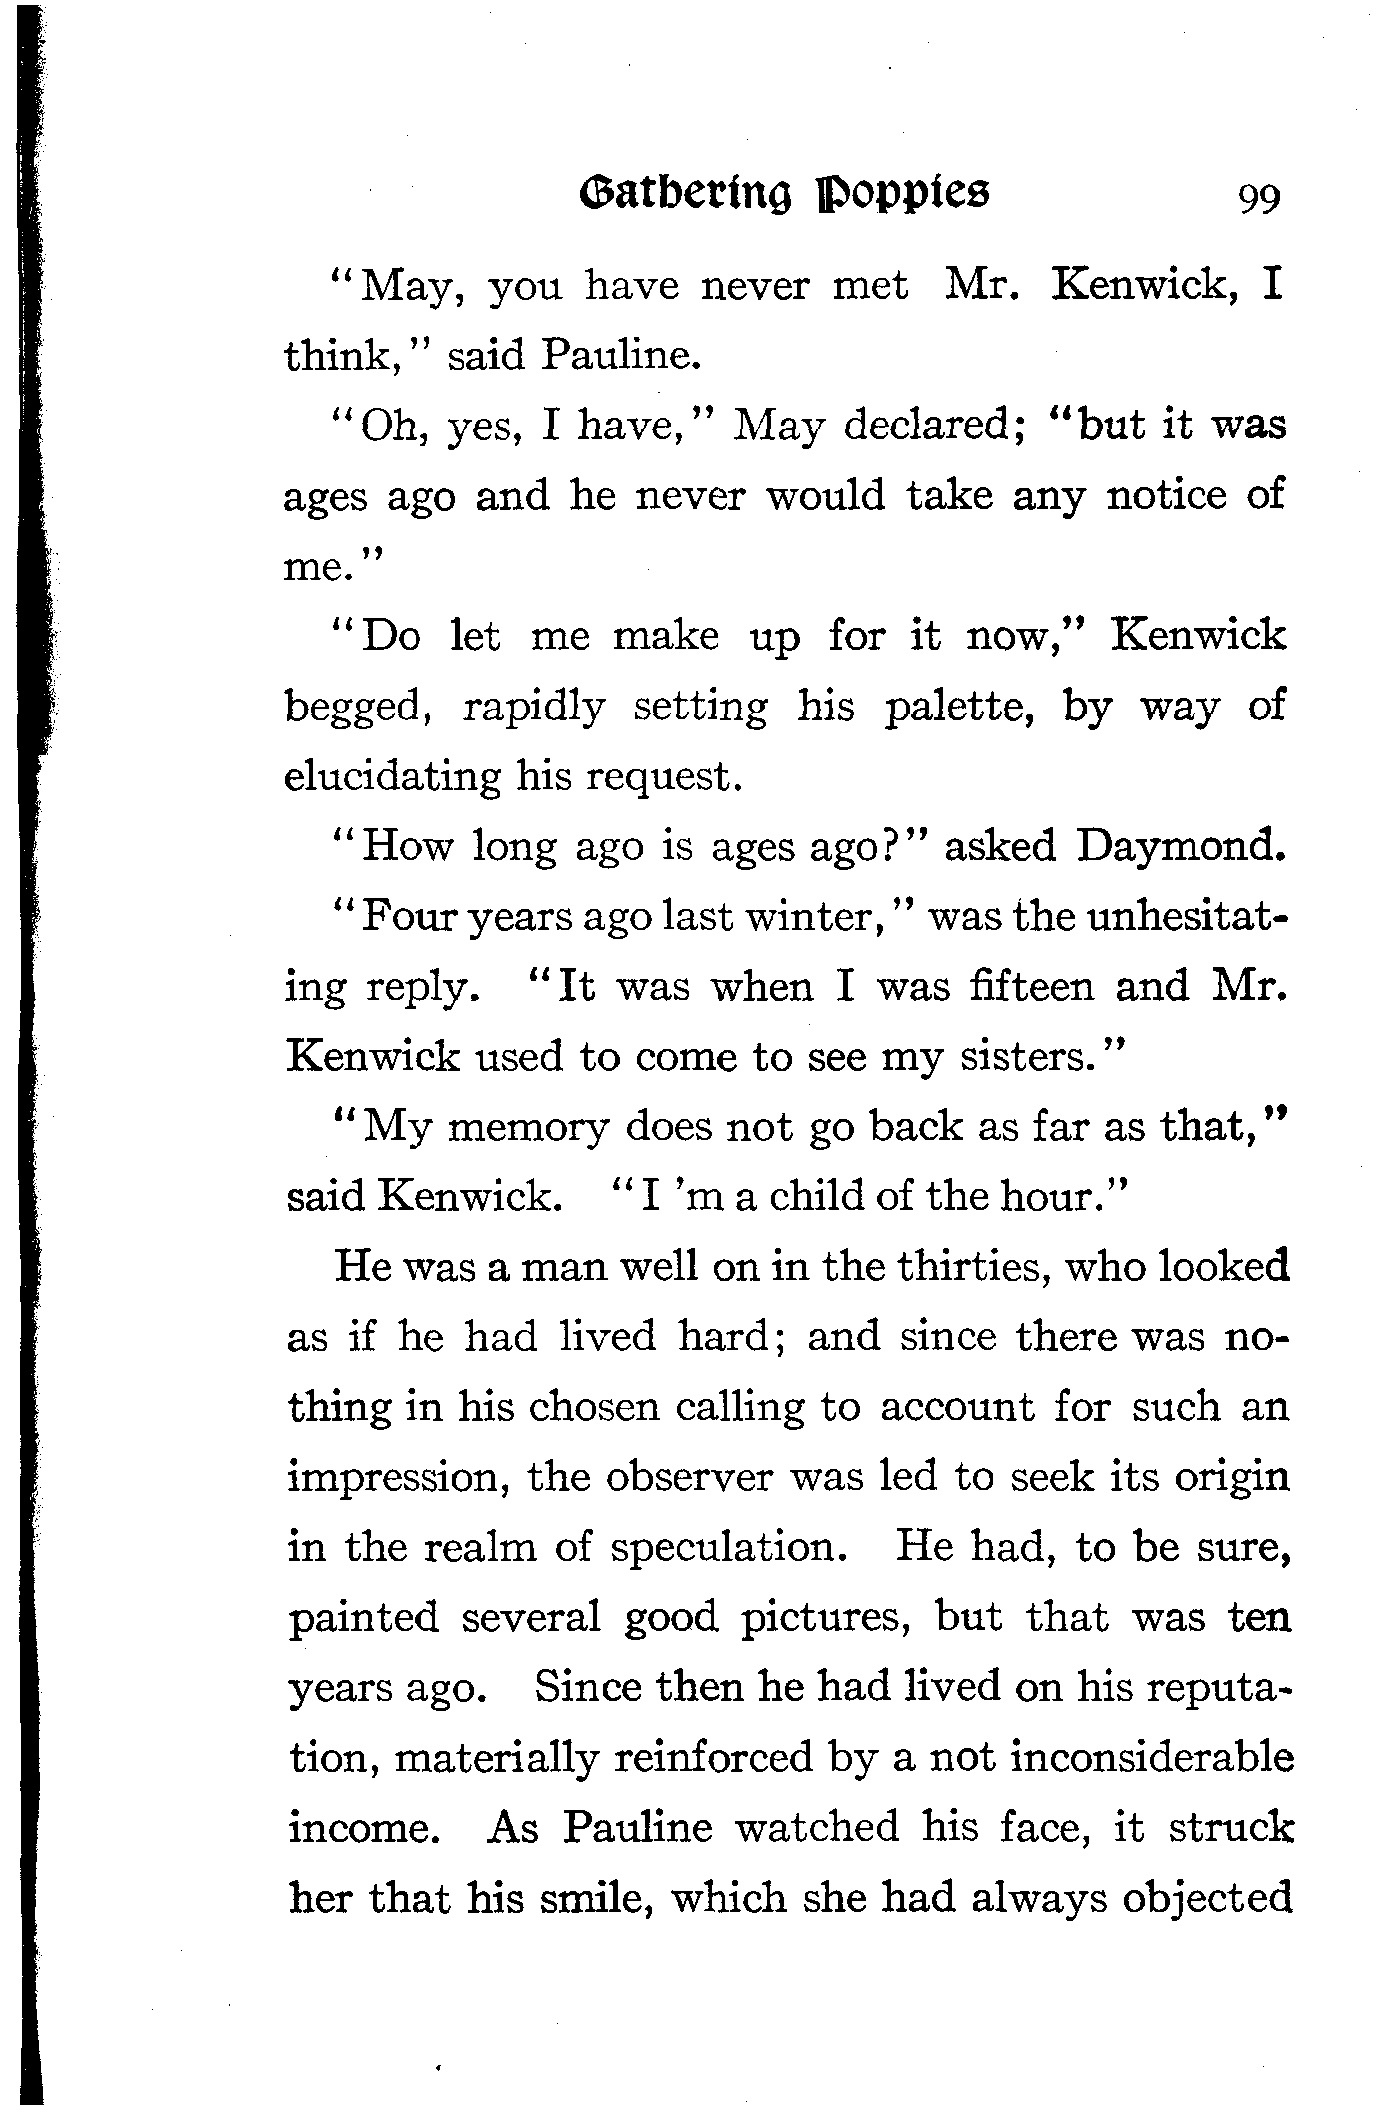 Gathering Poppies 99
"May, you have never met Mr. Kenwick, I
think," said Pauline.
"Oh, yes, I have," May declared; "but it was
ages ago and he never would take any notice of
me."
"Do let me make up for it now," Kenwick
begged, rapidly setting his palette, by way of
elucidating his request.
"How long ago is ages ago?" asked Daymond.
"Four years ago last winter," was the unhesitat-
ing reply. "It was when I was fifteen and Mr.
Kenwick used to come to see my sisters."
"My memory does not go back as far as that,"
said Kenwick. "I 'm a child of the hour."
He was a man well on in the thirties, who looked
as if he had lived hard; and since there was no-
thing in his chosen calling to account for such an
impression, the observer was led to seek its origin
in the realm of speculation. He had, to be sure,
painted several good pictures, but that was ten
years ago. Since then he had lived on his reputa-
tion, materially reinforced by a not inconsiderable
income. As Pauline watched his face, it struck
her that his smile, which she had always objected